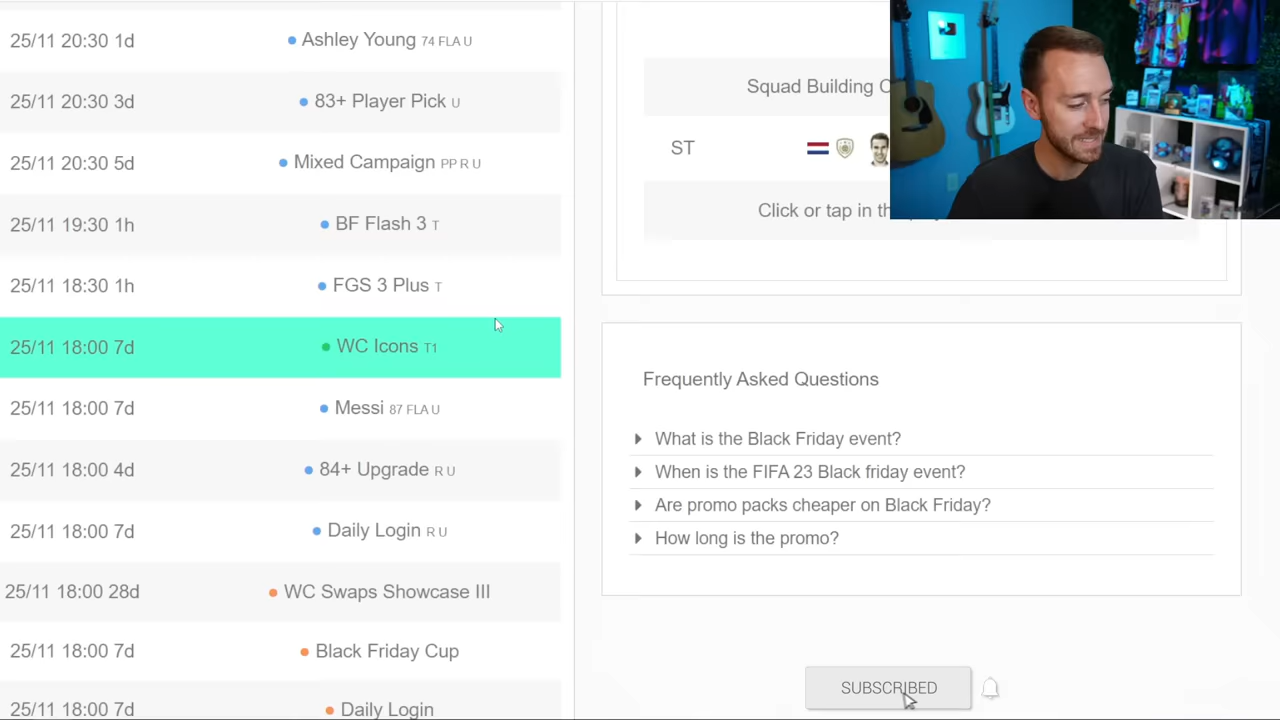 25/11 20:30 1d
Ashley Young 74 FLA U
25/11 20:30 3d
83+ Player Pick U
25/11 20:30 5d
Mixed Campaign PP R U
25/11 19:30 1h
BF Flash 3 T
25/11 18:30 1h
FGS 3 Plus T
25/11 18:00 7d
WC Icons T1
25/11 18:00 7d
Messi 87 FLA U
25/11 18:00 4d
84+ Upgrade R U
25/11 18:00 7d
Daily Login R U
25/11 18:00 28d
WC Swaps Showcase III
25/11 18:00 7d
Black Friday Cup
25/11 18:00 7d
Daily Login
Squad Building
ST
Click or tap in
Frequently Asked Questions
What is the Black Friday event?
When is the FIFA 23 Black friday event?
Are promo packs cheaper on Black Friday?
How long is the promo?
SUBSCRIBED